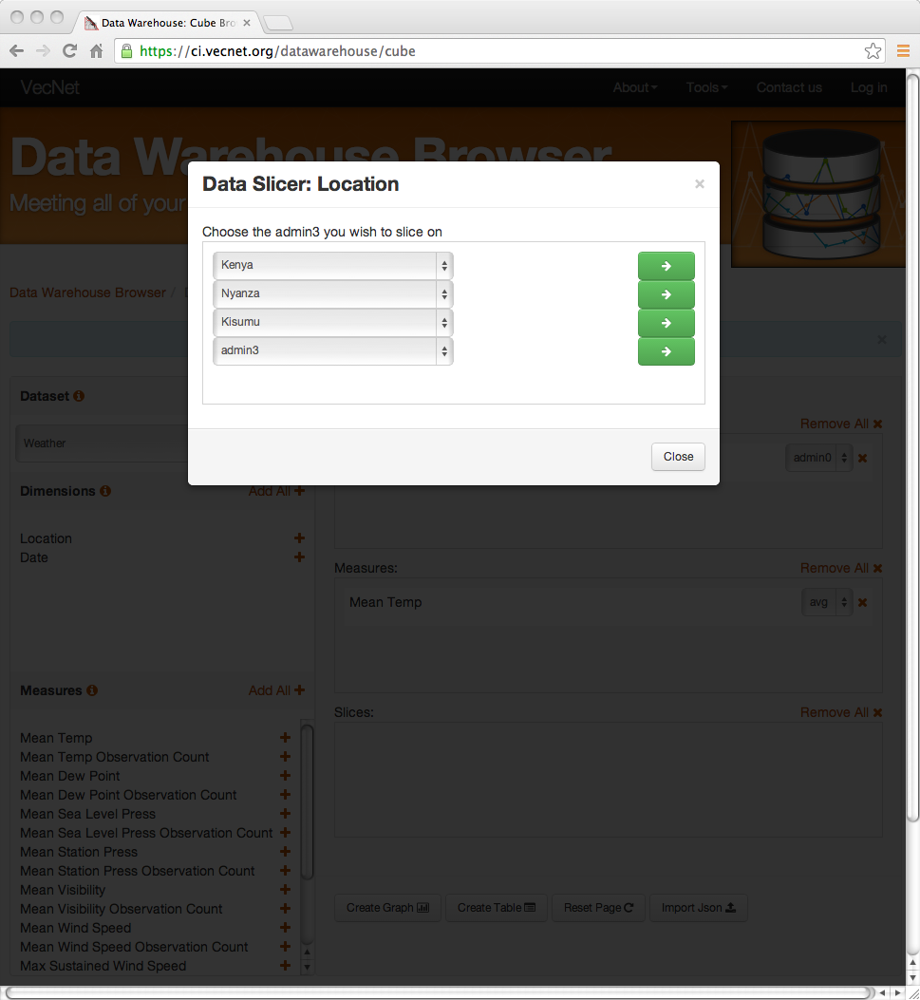 Data Warehouse: Cube Bro
https://ci.vecnet.org/datawarehouse/cube
VecNet About Tools Contact us Log in
Data Warehouse Browser
Meeting all of your
Data Slicer: Location ×
Choose the admin3 you wish to slice on
Kenya
Nyanza
Kisumu
admin3
Close
Data Warehouse Browser /
Dataset
Weather
Remove All
admin0
Dimensions Add All
Location
Date
Measures: Remove All
Mean Temp avg
Measures Add All
Slices: Remove All
Mean Temp
Mean Temp Observation Count
Mean Dew Point
Mean Dew Point Observation Count
Mean Sea Level Press
Mean Sea Level Press Observation Count
Mean Station Press
Mean Station Press Observation Count
Mean Visibility
Mean Visibility Observation Count
Mean Wind Speed
Mean Wind Speed Observation Count
Max Sustained Wind Speed
Create Graph Create Table Reset Page Import Json